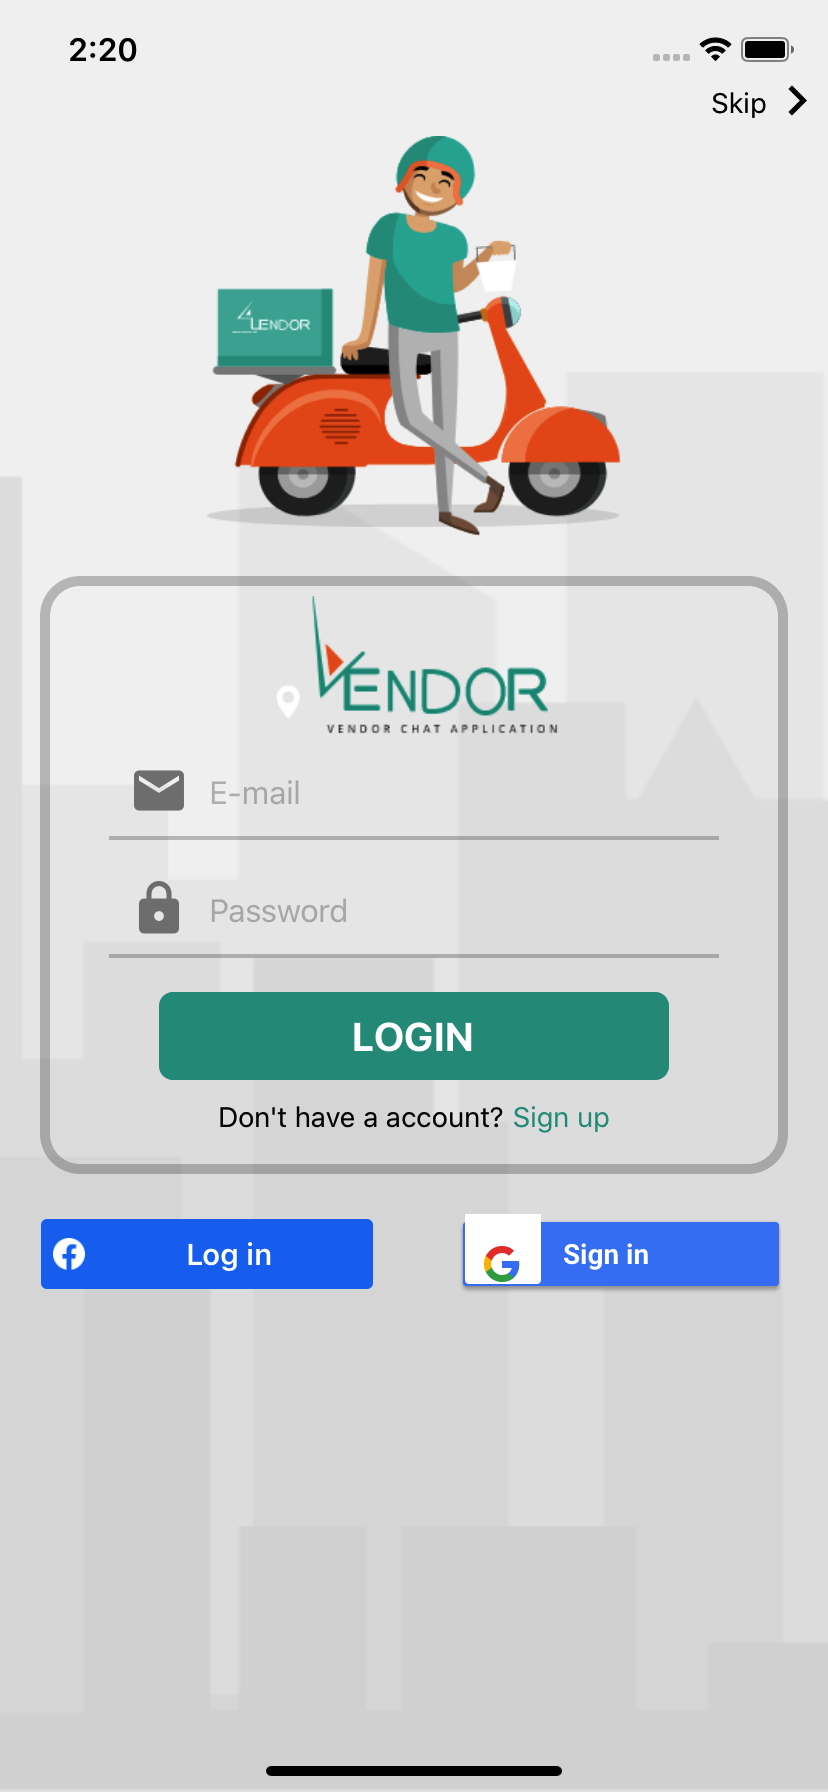 2:20
Skip
VENDOR
VENDOR
VENDOR CHAT APPLICATION
E-mail
Password
LOGIN
Don't have a account? Sign up
Log in
Sign in